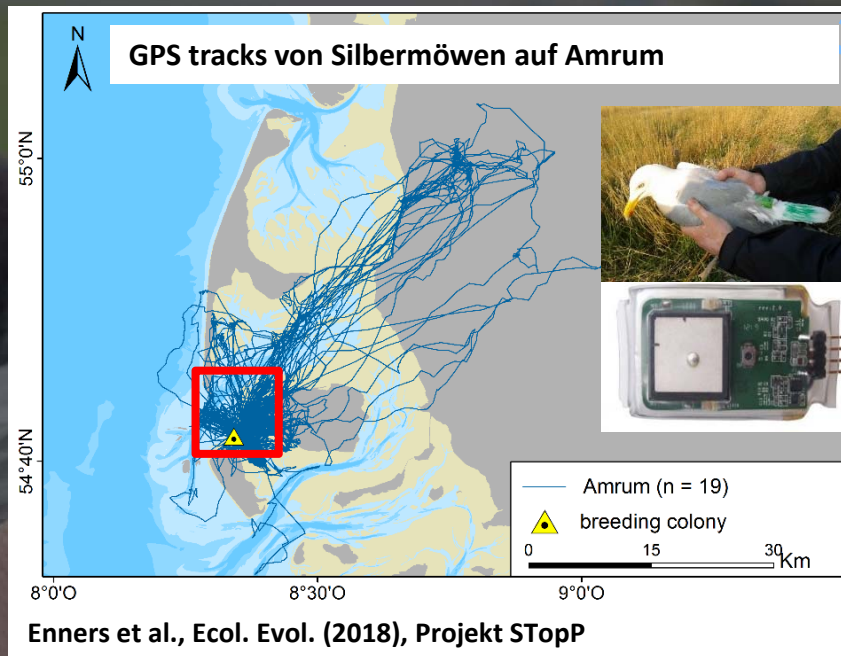 GPS tracks von Silbermöwen auf Amrum
N
55°0'N
54°40'N
Amrum (n = 19)
breeding colony
0 15 30
Km
8°0'O 8°30'O 9°0'O
Enners et al., Ecol. Evol. (2018), Projekt STopP